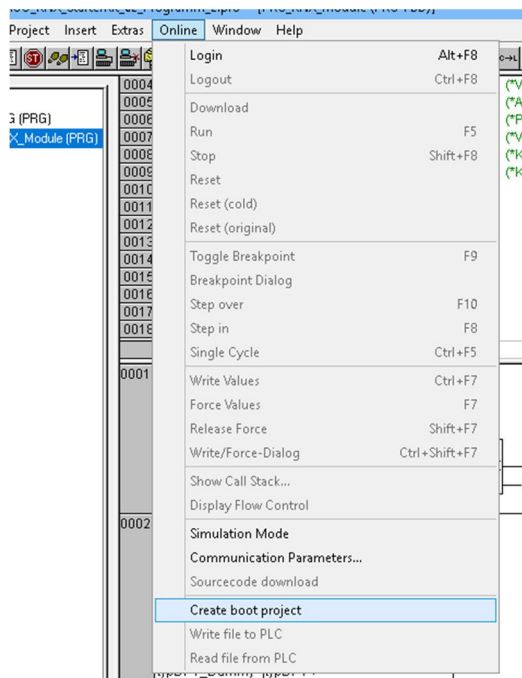 Project Insert Extras Online Window Help
Login Alt+F8
Logout Ctrl+F8
Download
Run F5
Stop Shift+F8
Reset
Reset (cold)
Reset (original)
Toggle Breakpoint F9
Breakpoint Dialog
Step over F10
Step in F8
Single Cycle Ctrl+F5
Write Values Ctrl+F7
Force Values F7
Release Force Shift+F7
Write/Force-Dialog Ctrl+Shift+F7
Show Call Stack...
Display Flow Control
Simulation Mode
Communication Parameters...
Sourcecode download
Create boot project
Write file to PLC
Read file from PLC
G (PRG)
X_Module (PRG)
0004
0005
0006
0007
0008
0009
0010
0011
0012
0013
0014
0015
0016
0017
0018
0001
0002
(*V
(*A
(*P
(*V
(*K
(*K